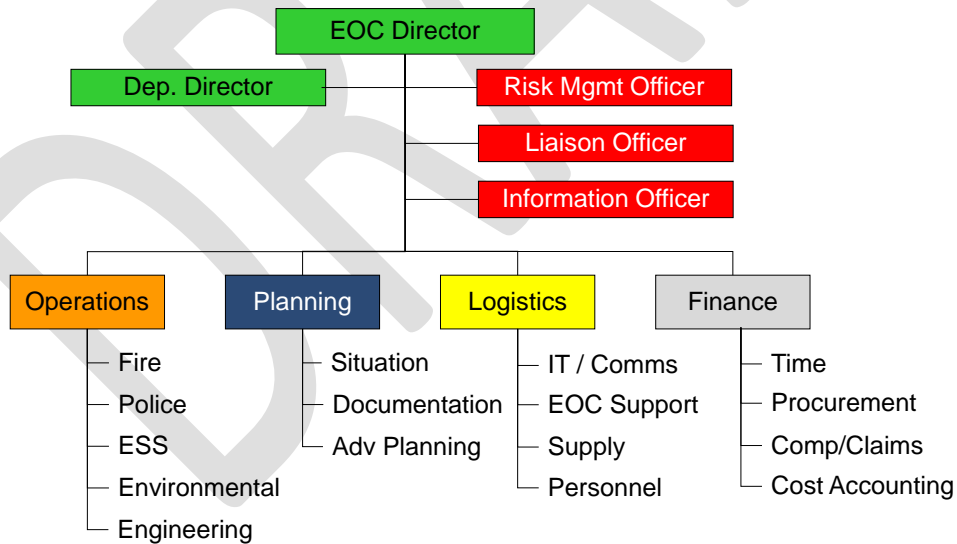 EOC Director
Dep. Director
Risk Mgmt Officer
Liaison Officer
Information Officer
Operations
Planning
Logistics
Finance
Fire
Police
ESS
Environmental
Engineering
Situation
Documentation
Adv Planning
IT / Comms
EOC Support
Supply
Personnel
Time
Procurement
Comp/Claims
Cost Accounting